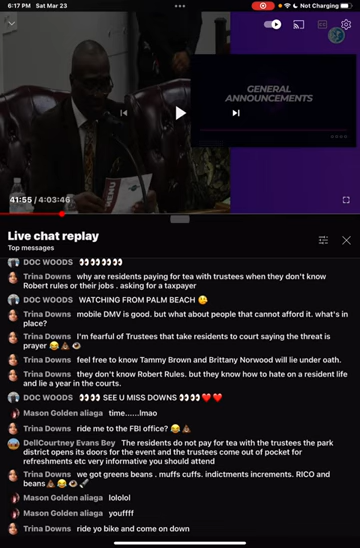 6:17 PM Sat Mar 23
Not Charging
GENERAL
ANNOUNCEMENTS
41:55 / 4:03:46
Live chat replay
Top messages
DOC WOODS 👀👀👀👀👀👀
Trina Downs why are residents paying for tea with trustees when they don't know
Robert rules or their jobs . asking for a taxpayer
DOC WOODS WATCHING FROM PALM BEACH
Trina Downs mobile DMV is good. but what about people that cannot afford it. what's in
place?
Trina Downs I'm fearful of Trustees that take residents to court saying the threat is
prayer 😂💩👁️
Trina Downs feel free to know Tammy Brown and Brittany Norwood will lie under oath.
Trina Downs they don't know Robert Rules. but they know how to hate on a resident life
and lie a year in the courts.
DOC WOODS 👀👀👀 SEE U MISS DOWNS 👀👀👀❤️❤️
Mason Golden aliaga time......lmao
Trina Downs ride me to the FBI office? 😂💩
DellCourtney Evans Bey The residents do not pay for tea with the trustees the park
district opens its doors for the event and the trustees come out of pocket for
refreshments etc very informative you should attend
Trina Downs we got greens beans . muffs cuffs. indictments increments. RICO and
beans💩😂👁️
Mason Golden aliaga lololol
Mason Golden aliaga youffff
Trina Downs ride yo bike and come on down